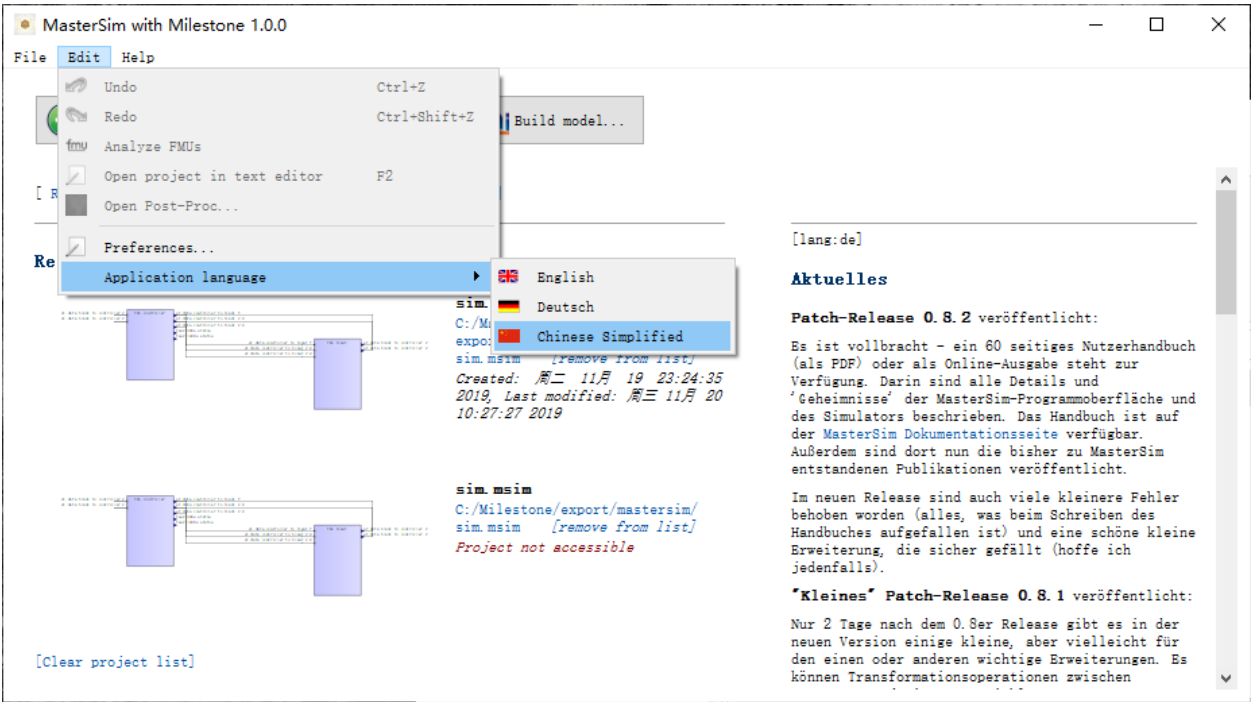 MasterSim with Milestone 1.0.0
File Edit Help
Undo Ctrl+Z
Redo Ctrl+Shift+Z
Analyze FMUs
Open project in text editor F2
Open Post-Proc...
Preferences...
Application language
English
Deutsch
Chinese Simplified
Build model...
[ R
Re
sim.
C:/M
expo
sim.msim [remove from list]
Created: 周二 11月 19 23:24:35
2019, Last modified: 周三 11月 20
10:27:27 2019
sim.msim
C:/Milestone/export/mastersim/
sim.msim [remove from list]
Project not accessible
[Clear project list]
[lang:de]
Aktuelles
Patch-Release 0.8.2 veröffentlicht:
Es ist vollbracht - ein 60 seitiges Nutzerhandbuch
(als PDF) oder als Online-Ausgabe steht zur
Verfügung. Darin sind alle Details und
'Geheimnisse' der MasterSim-Programmoberfläche und
des Simulators beschrieben. Das Handbuch ist auf
der MasterSim Dokumentationsseite verfügbar.
Außerdem sind dort nun die bisher zu MasterSim
entstandenen Publikationen veröffentlicht.
Im neuen Release sind auch viele kleinere Fehler
behoben worden (alles, was beim Schreiben des
Handbuches aufgefallen ist) und eine schöne kleine
Erweiterung, die sicher gefällt (hoffe ich
jedenfalls).
"Kleines" Patch-Release 0.8.1 veröffentlicht:
Nur 2 Tage nach dem 0.8er Release gibt es in der
neuen Version einige kleine, aber vielleicht für
den einen oder anderen wichtige Erweiterungen. Es
können Transformationsoperationen zwischen